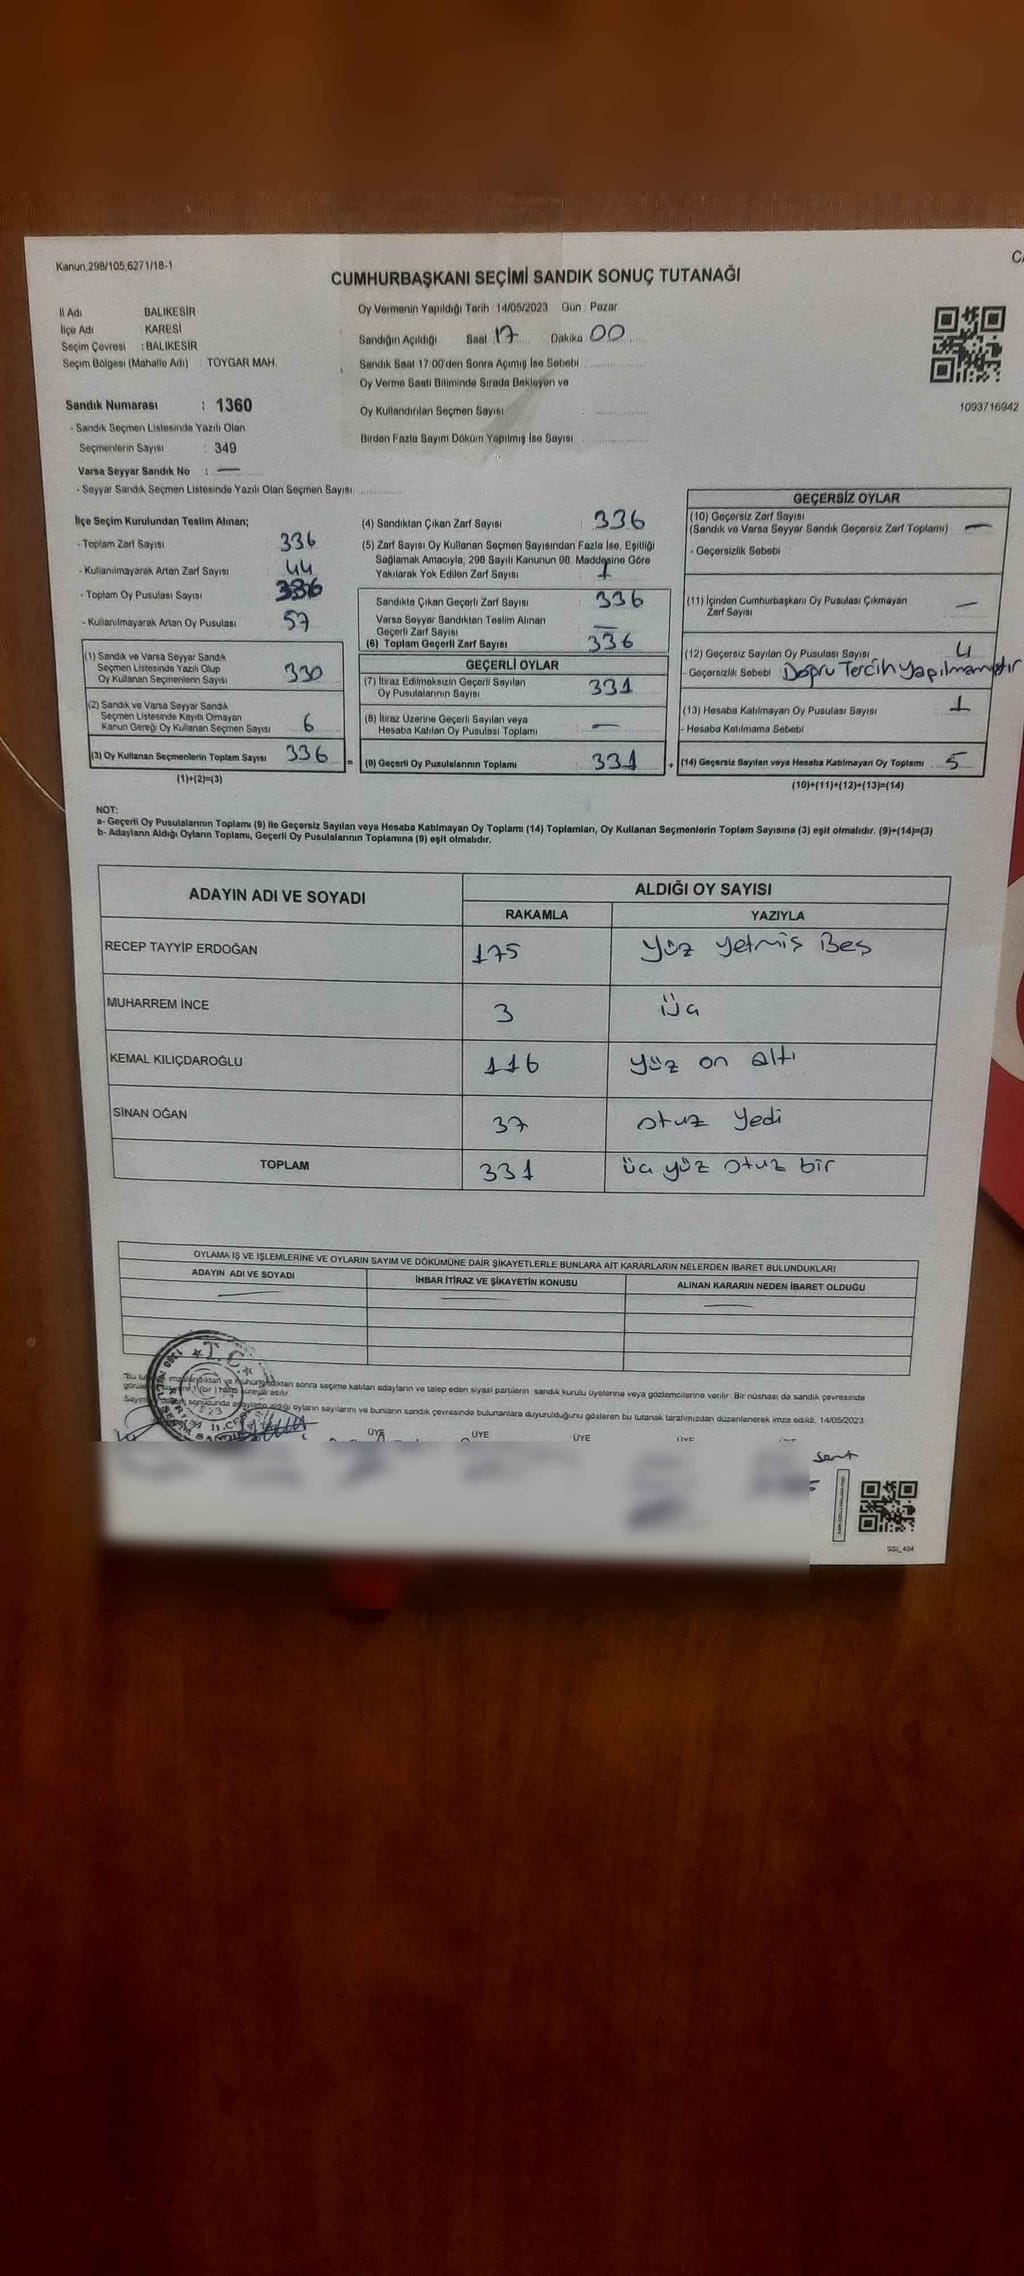 Kanun,298/105,6271/18-1
CUMHURBAŞKANI SEÇİMİ SANDIK SONUÇ TUTANAĞI
İl Adı BALIKESİR
İlçe Adı KARESİ
Seçim Çevresi : BALIKESİR
Seçim Bölgesi (Mahalle Adı) : TOYGAR MAH.
Oy Vermenin Yapıldığı Tarih : 14/05/2023 Gün : Pazar
Sandığın Açıldığı Saat 17 Dakika 00
Sandık Saat 17:00'den Sonra Açılmış İse Sebebi
Oy Verme Saati Bitiminde Sırada Bekleyen ve
Oy Kullandırılan Seçmen Sayısı
Birden Fazla Sayım Döküm Yapılmış İse Sayısı
1093716942
Sandık Numarası : 1360
- Sandık Seçmen Listesinde Yazılı Olan
Seçmenlerin Sayısı : 349
Varsa Seyyar Sandık No : —
- Seyyar Sandık Seçmen Listesinde Yazılı Olan Seçmen Sayısı
İlçe Seçim Kurulundan Teslim Alınan;
- Toplam Zarf Sayısı 336
- Kullanılmayarak Artan Zarf Sayısı 44
- Toplam Oy Pusulası Sayısı
- Kullanılmayarak Artan Oy Pusulası 57
(1) Sandık ve Varsa Seyyar Sandık
Seçmen Listesinde Yazılı Olup
Oy Kullanan Seçmenlerin Sayısı 330
(2) Sandık ve Varsa Seyyar Sandık
Seçmen Listesinde Kayıtlı Olmayan
Kanun Gereği Oy Kullanan Seçmen Sayısı 6
(3) Oy Kullanan Seçmenlerin Toplam Sayısı 336
(1)+(2)=(3)
(4) Sandıktan Çıkan Zarf Sayısı : 336
(5) Zarf Sayısı Oy Kullanan Seçmen Sayısından Fazla İse, Eşitliği
Sağlamak Amacıyla, 298 Sayılı Kanunun 98. Maddesine Göre
Yakılarak Yok Edilen Zarf Sayısı 1
Sandıkta Çıkan Geçerli Zarf Sayısı : 336
Varsa Seyyar Sandıktan Teslim Alınan
Geçerli Zarf Sayısı —
(6) Toplam Geçerli Zarf Sayısı 336
GEÇERLİ OYLAR
(7) İtiraz Edilmeksizin Geçerli Sayılan
Oy Pusulalarının Sayısı 331
(8) İtiraz Üzerine Geçerli Sayılan veya
Hesaba Katılan Oy Pusulası Toplamı —
(9) Geçerli Oy Pusulalarının Toplamı 331
GEÇERSİZ OYLAR
(10) Geçersiz Zarf Sayısı
(Sandık ve Varsa Seyyar Sandık Geçersiz Zarf Toplamı) —
- Geçersizlik Sebebi :
(11) İçinden Cumhurbaşkanı Oy Pusulası Çıkmayan
Zarf Sayısı —
(12) Geçersiz Sayılan Oy Pusulası Sayısı 4
- Geçersizlik Sebebi Doğru Tercih Yapılmamıştır
(13) Hesaba Katılmayan Oy Pusulası Sayısı 1
- Hesaba Katılmama Sebebi
(14) Geçersiz Sayılan veya Hesaba Katılmayan Oy Toplamı 5
(10)+(11)+(12)+(13)=(14)
NOT:
a- Geçerli Oy Pusulalarının Toplamı (9) ile Geçersiz Sayılan veya Hesaba Katılmayan Oy Toplamı (14) Toplamları, Oy Kullanan Seçmenlerin Toplam Sayısına (3) eşit olmalıdır. (9)+(14)=(3)
b- Adayların Aldığı Oyların Toplamı, Geçerli Oy Pusulalarının Toplamına (9) eşit olmalıdır.
ADAYIN ADI VE SOYADI ALDIĞI OY SAYISI
RAKAMLA YAZIYLA
RECEP TAYYİP ERDOĞAN 175 Yüz yetmiş Beş
MUHARREM İNCE 3 üç
KEMAL KILIÇDAROĞLU 116 yüz on altı
SİNAN OĞAN 37 otuz yedi
TOPLAM 331 üç yüz otuz bir
OYLAMA İŞ VE İŞLEMLERİNE VE OYLARIN SAYIM VE DÖKÜMÜNE DAİR ŞİKAYETLERLE BUNLARA AİT KARARLARIN NELERDEN İBARET BULUNDUKLARI
ADAYIN ADI VE SOYADI İHBAR İTİRAZ VE ŞİKAYETİN KONUSU ALINAN KARARIN NEDEN İBARET OLDUĞU
sonra seçime katılan adayların ve talep eden siyasi partilerin sandık kurulu üyelerine veya gözlemcilerine verilir. Bir nüshası da sandık çevresinde
aldığı oyların sayılarını ve bunların sandık çevresinde bulunanlara duyurulduğunu gösteren bu tutanak tarafımızdan düzenlenerek imza edildi. 14/05/2023
T.C.
ÜYE ÜYE ÜYE ÜYE
SSI_404